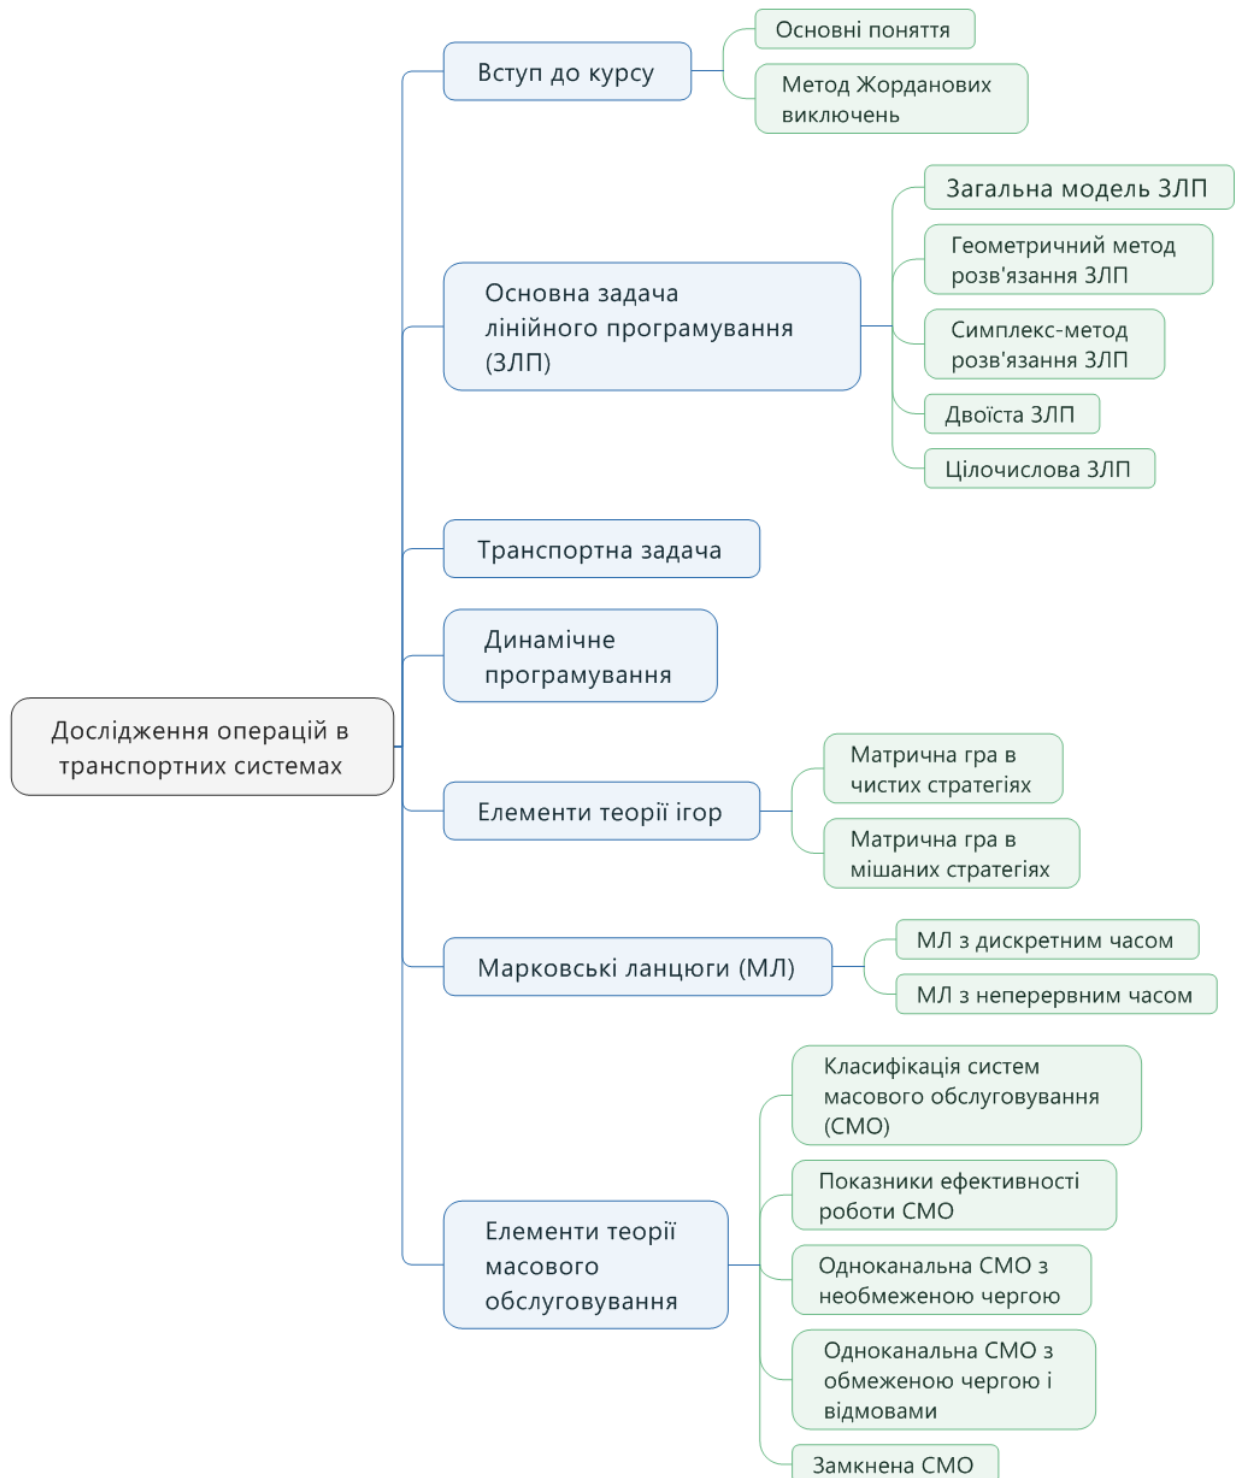 Дослідження операцій в
транспортних системах
Вступ до курсу
Основні поняття
Метод Жорданових
виключень
Основна задача
лінійного програмування
(ЗЛП)
Загальна модель ЗЛП
Геометричний метод
розв'язання ЗЛП
Симплекс-метод
розв'язання ЗЛП
Двоїста ЗЛП
Цілочислова ЗЛП
Транспортна задача
Динамічне
програмування
Елементи теорії ігор
Матрична гра в
чистих стратегіях
Матрична гра в
мішаних стратегіях
Марковські ланцюги (МЛ)
МЛ з дискретним часом
МЛ з неперервним часом
Елементи теорії
масового
обслуговування
Класифікація систем
масового обслуговування
(СМО)
Показники ефективності
роботи СМО
Одноканальна СМО з
необмеженою чергою
Одноканальна СМО з
обмеженою чергою і
відмовами
Замкнена СМО